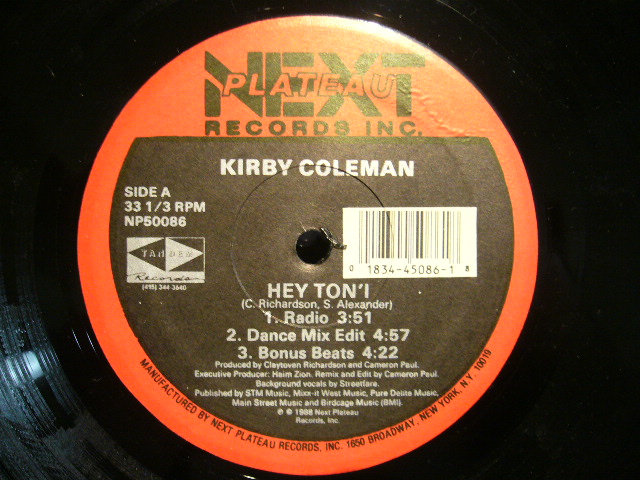 NEXT
PLATEAU
RECORDS INC.
KIRBY COLEMAN
SIDE A
33 1/3 RPM
NP50086
TANDEM
Records
(415) 344-3640
0 1834-45086-1 8
HEY TON'I
(C. Richardson, S. Alexander)
1. Radio 3:51
2. Dance Mix Edit 4:57
3. Bonus Beats 4:22
Produced by Claytoven Richardson and Cameron Paul.
Executive Producer: Haim Zion. Remix and Edit by Cameron Paul.
Background vocals by Streetfare.
Published by STM Music, Mixx-it West Music, Pure Delite Music,
Main Street Music and Birdcage Music (BMI).
℗ © 1988 Next Plateau
Records, Inc.
MANUFACTURED BY NEXT PLATEAU RECORDS, INC. 1650 BROADWAY, NEW YORK, N.Y. 10019